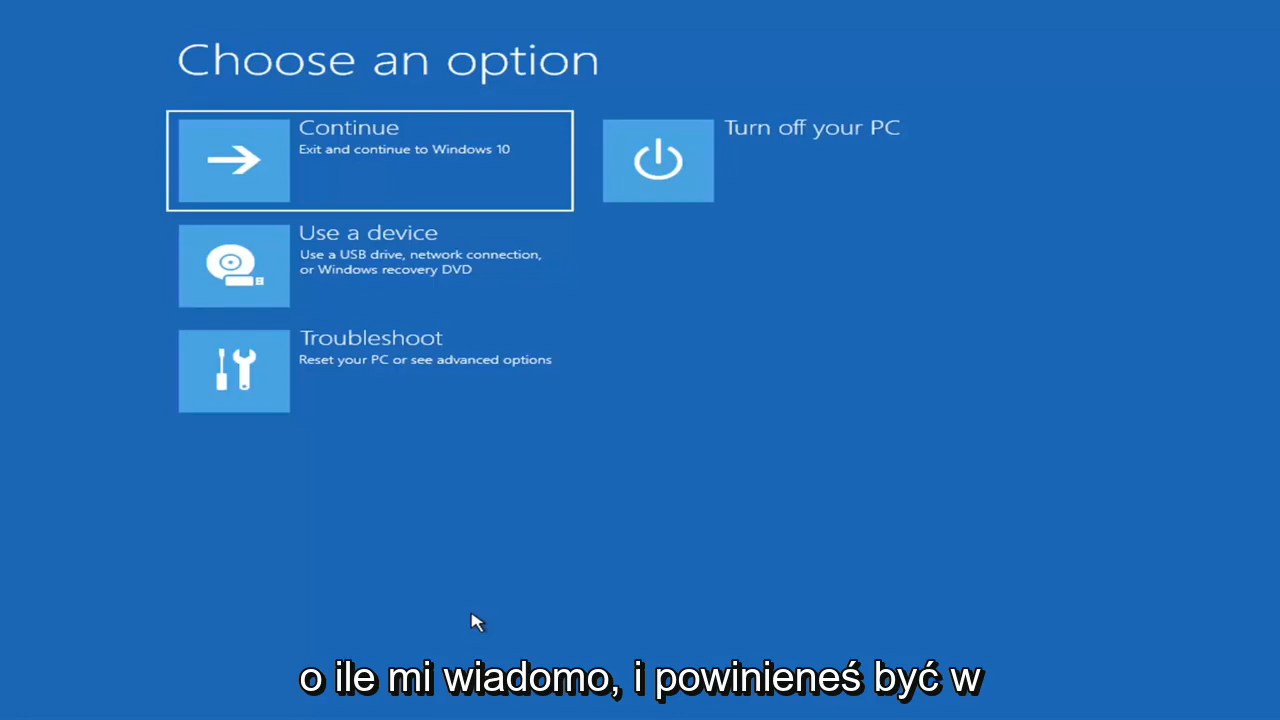 Choose an option
Continue
Exit and continue to Windows 10
Turn off your PC
Use a device
Use a USB drive, network connection,
or Windows recovery DVD
Troubleshoot
Reset your PC or see advanced options
o ile mi wiadomo, i powinieneś być w